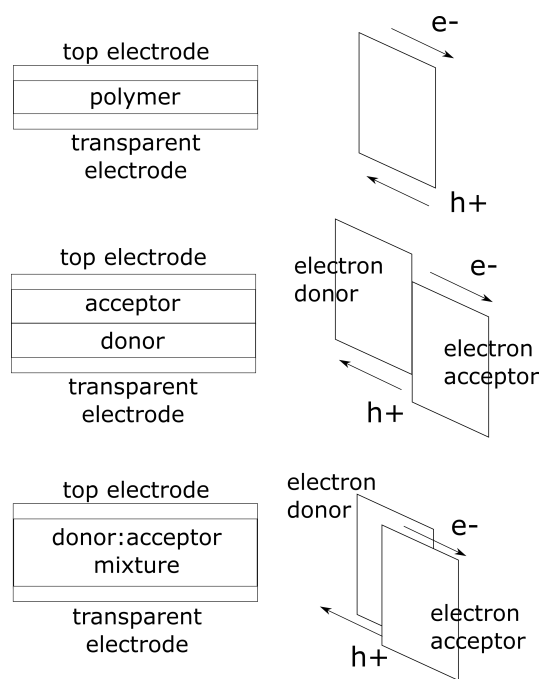 top electrode
polymer
transparent
electrode
e-
h+
top electrode
acceptor
donor
transparent
electrode
electron
donor
e-
electron
acceptor
h+
top electrode
donor:acceptor
mixture
transparent
electrode
electron
donor
e-
electron
acceptor
h+